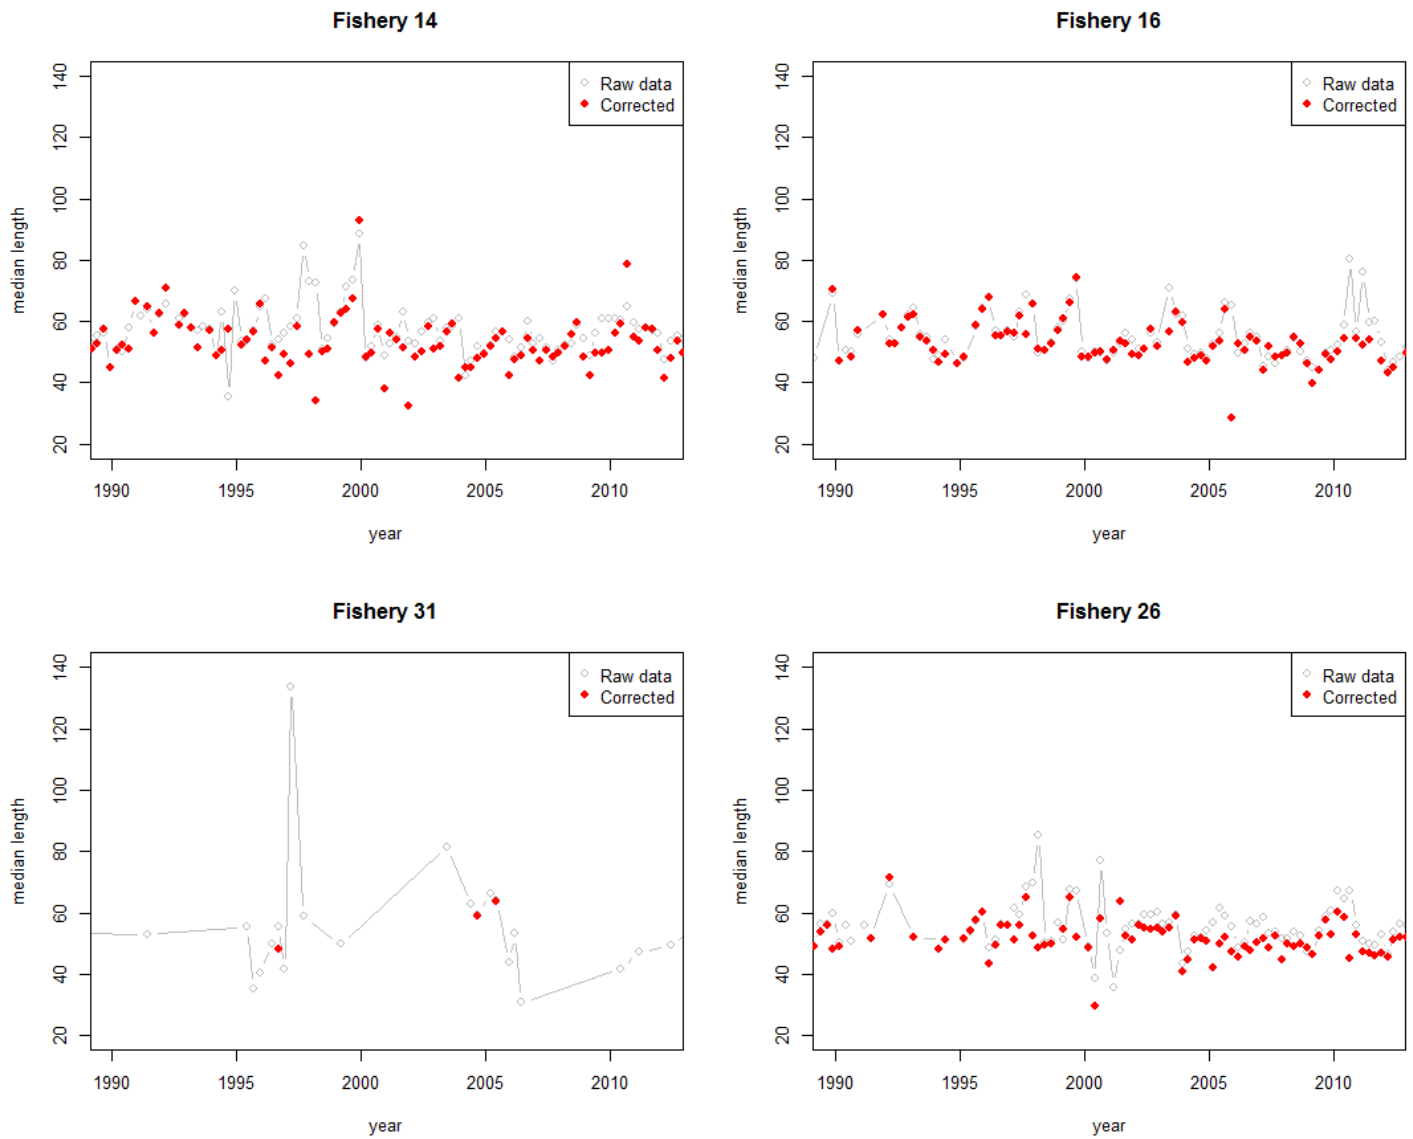 Fishery 14
Raw data
Corrected
140
120
100
80
60
40
20
median length
1990 1995 2000 2005 2010
year
Fishery 16
Raw data
Corrected
140
120
100
80
60
40
20
median length
1990 1995 2000 2005 2010
year
Fishery 31
Raw data
Corrected
140
120
100
80
60
40
20
median length
1990 1995 2000 2005 2010
year
Fishery 26
Raw data
Corrected
140
120
100
80
60
40
20
median length
1990 1995 2000 2005 2010
year